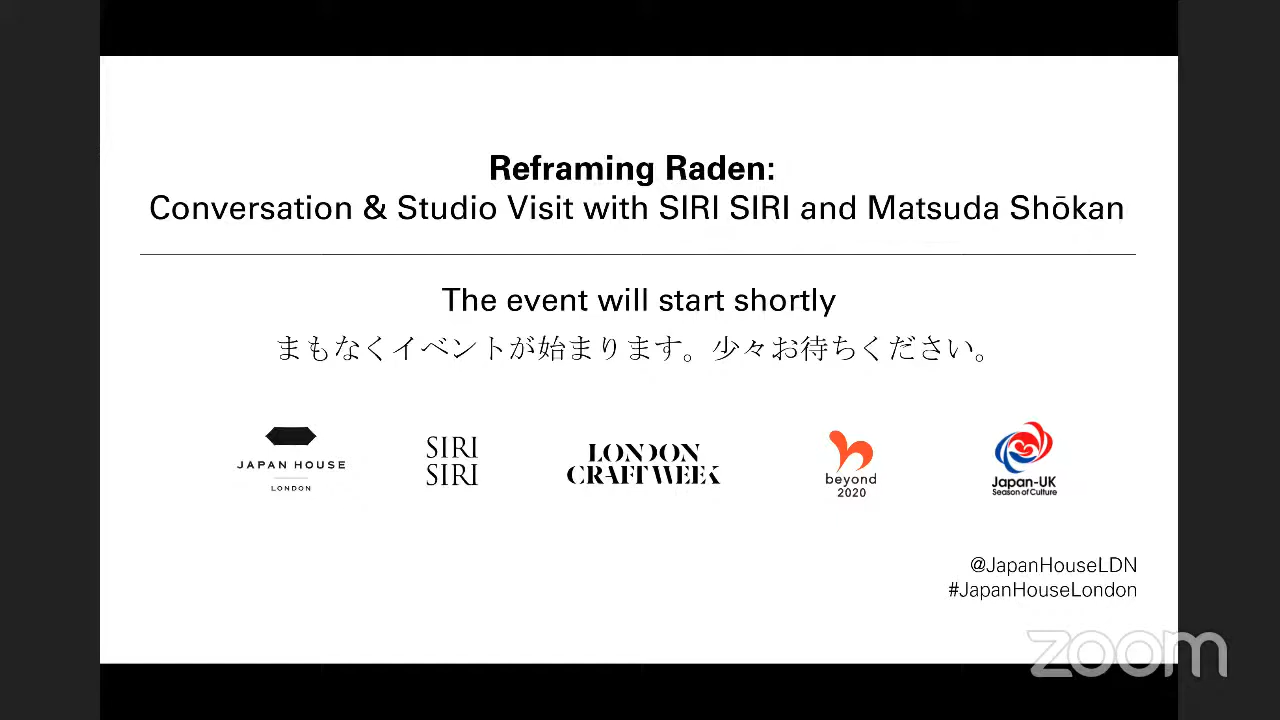 Reframing Raden:
Conversation & Studio Visit with SIRI SIRI and Matsuda Shōkan
The event will start shortly
まもなくイベントが始まります。少々お待ちください。
JAPAN HOUSE
LONDON
SIRI
SIRI
LONDON
CRAFT WEEK
beyond
2020
Japan-UK
Season of Culture
@JapanHouseLDN
#JapanHouseLondon
zoom